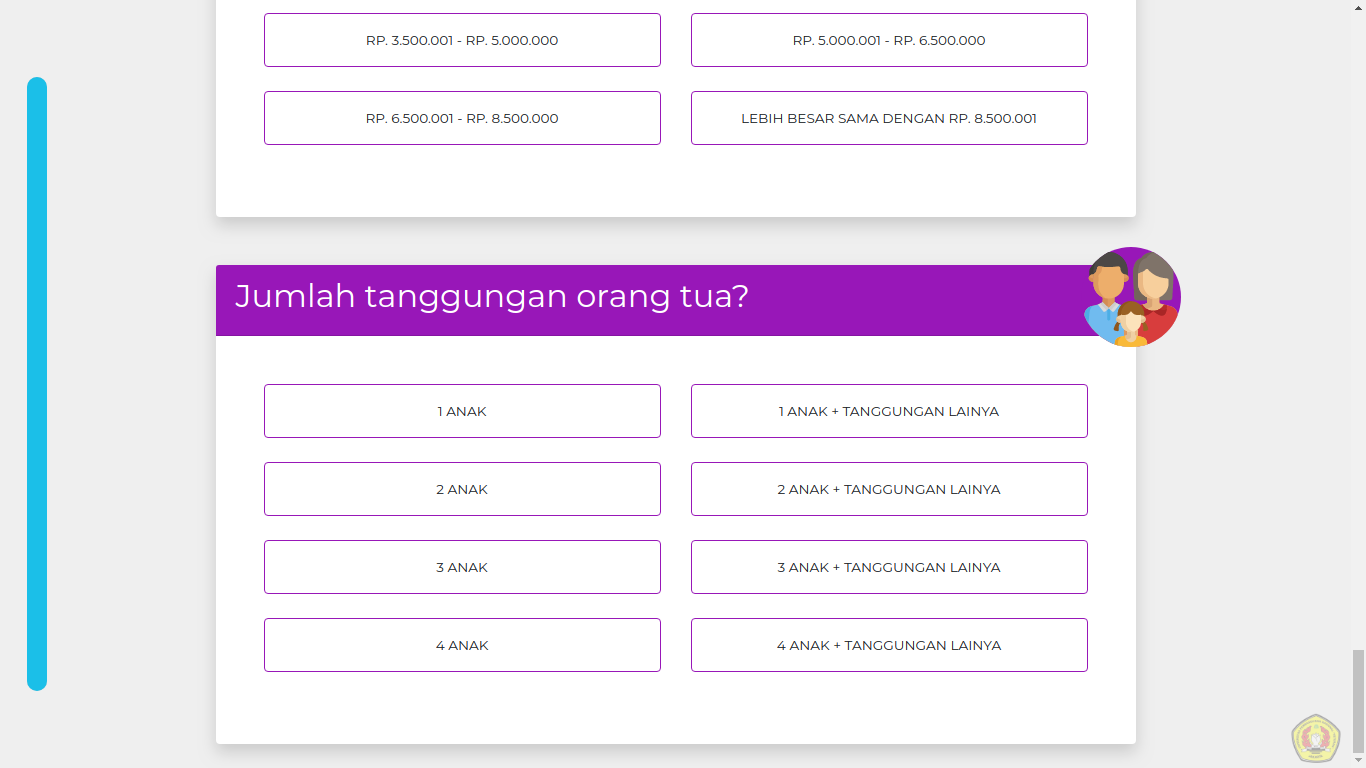 RP. 3.500.001 - RP. 5.000.000
RP. 5.000.001 - RP. 6.500.000
RP. 6.500.001 - RP. 8.500.000
LEBIH BESAR SAMA DENGAN RP. 8.500.001
Jumlah tanggungan orang tua?
1 ANAK
1 ANAK + TANGGUNGAN LAINYA
2 ANAK
2 ANAK + TANGGUNGAN LAINYA
3 ANAK
3 ANAK + TANGGUNGAN LAINYA
4 ANAK
4 ANAK + TANGGUNGAN LAINYA